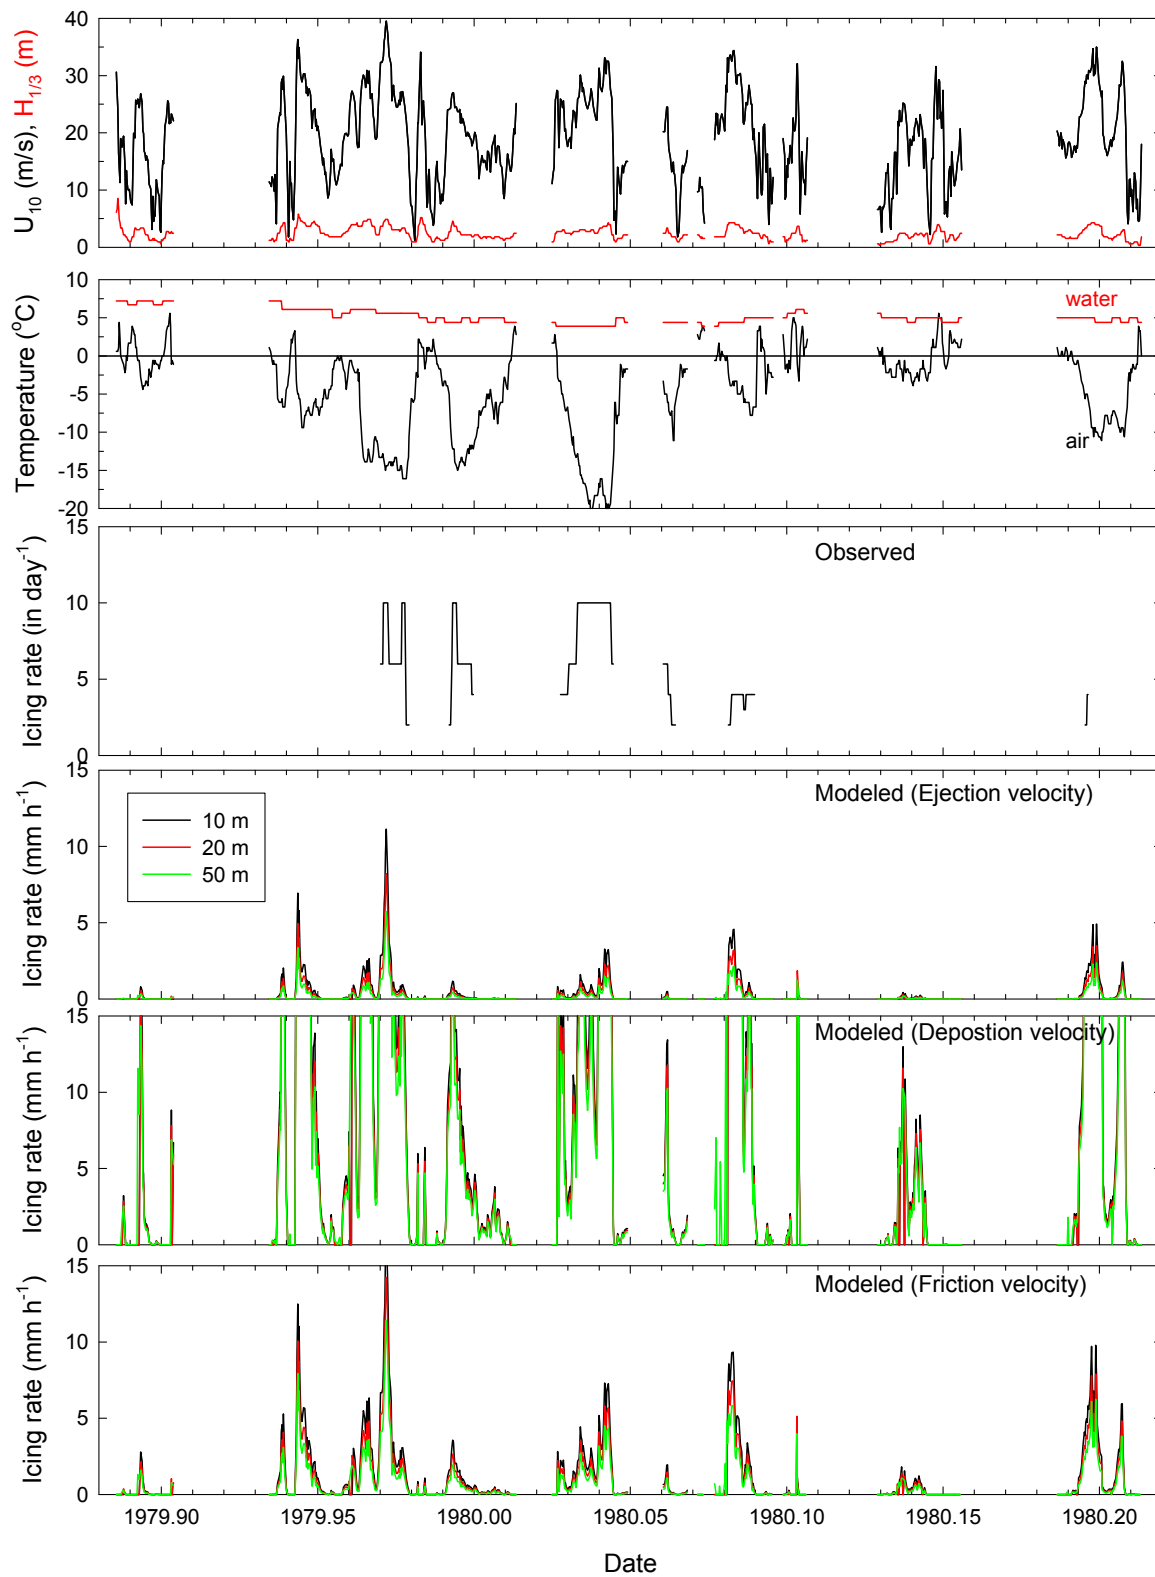 U10 (m/s), H1/3 (m)
40
30
20
10
0
Temperature (oC)
10
5
0
-5
-10
-15
-20
water
air
Icing rate (in day-1)
15
10
5
0
Observed
Icing rate (mm h-1)
15
10
5
0
Modeled (Ejection velocity)
10 m
20 m
50 m
Icing rate (mm h-1)
15
10
5
0
Modeled (Depostion velocity)
Icing rate (mm h-1)
15
10
5
0
Modeled (Friction velocity)
1979.90 1979.95 1980.00 1980.05 1980.10 1980.15 1980.20
Date